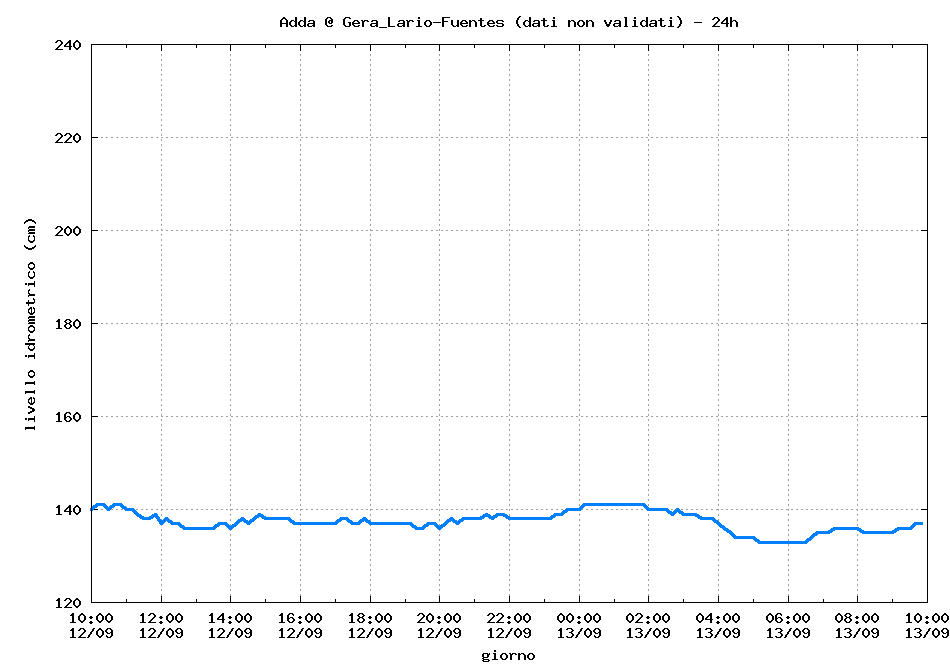 Adda @ Gera_Lario-Fuentes (dati non validati) - 24h
240
220
200
180
160
140
120
livello idrometrico (cm)
10:00 12:00 14:00 16:00 18:00 20:00 22:00 00:00 02:00 04:00 06:00 08:00 10:00
12/09 12/09 12/09 12/09 12/09 12/09 12/09 13/09 13/09 13/09 13/09 13/09 13/09
giorno